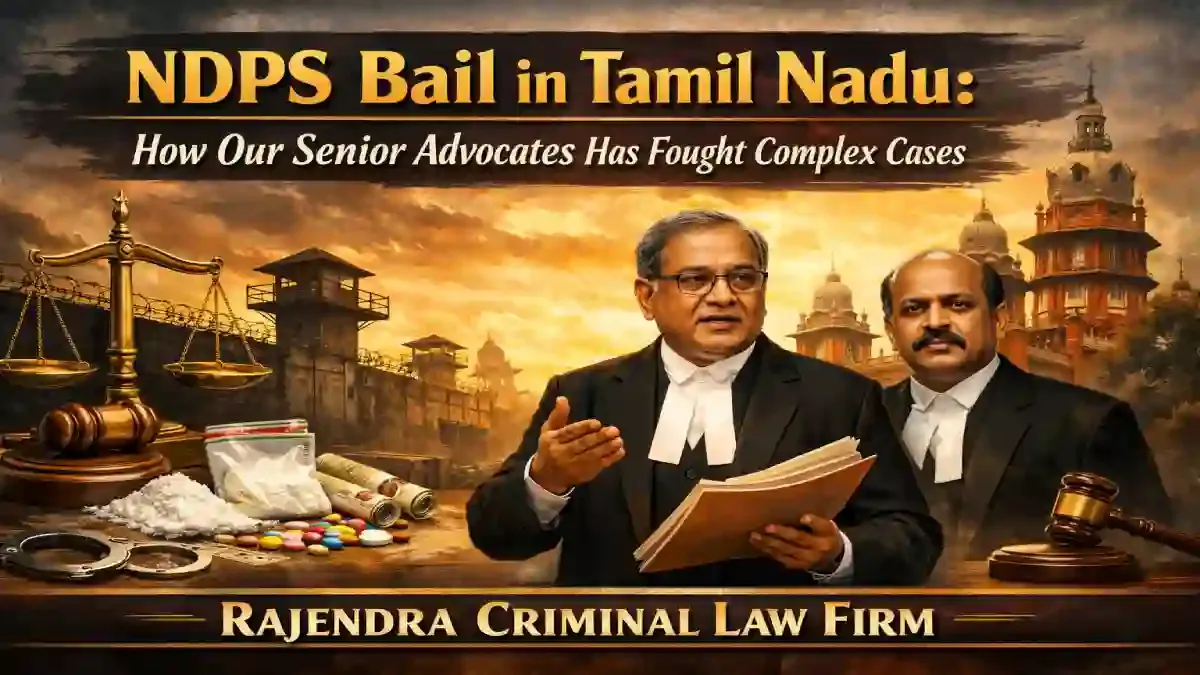 NDPS Bail in Tamil Nadu:
How Our Senior Advocates Has Fought Complex Cases
Rajendra Criminal Law Firm